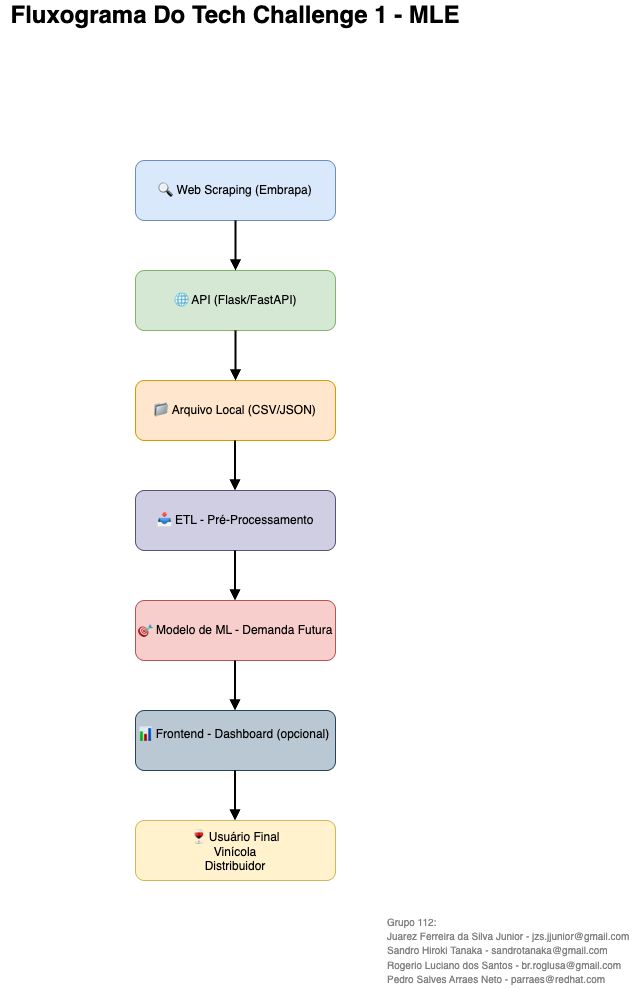 Fluxograma Do Tech Challenge 1 - MLE
Web Scraping (Embrapa)
API (Flask/FastAPI)
Arquivo Local (CSV/JSON)
ETL - Pré-Processamento
Modelo de ML - Demanda Futura
Frontend - Dashboard (opcional)
Usuário Final
Vinícola
Distribuidor
Grupo 112:
Juarez Ferreira da Silva Junior - jzs.jjunior@gmail.com
Sandro Hiroki Tanaka - sandrotanaka@gmail.com
Rogerio Luciano dos Santos - br.roglusa@gmail.com
Pedro Salves Arraes Neto - parraes@redhat.com